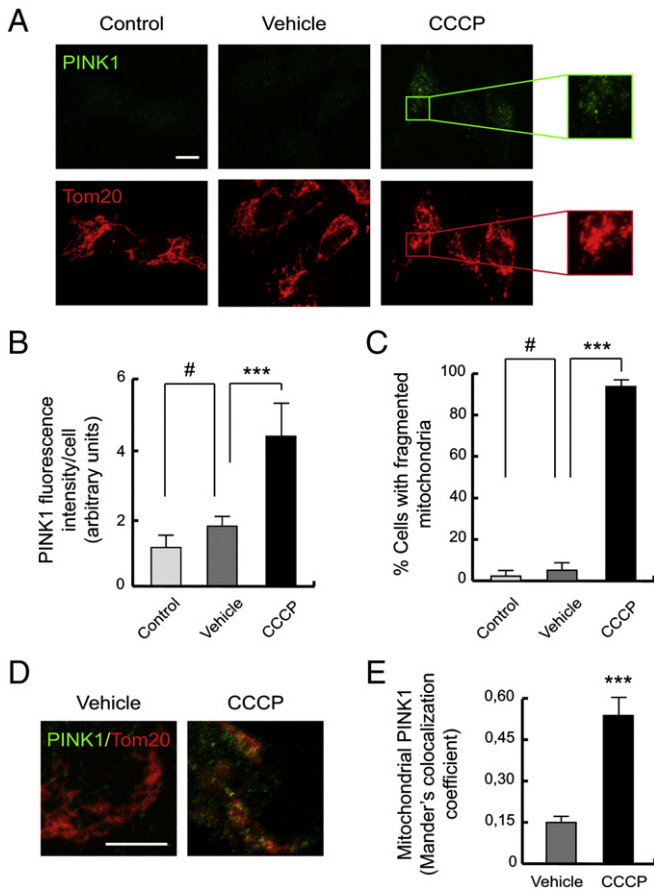 A
Control
Vehicle
CCCP
PINK1
Tom20
B
#
***
PINK1 fluorescence
intensity/cell
(arbitrary units)
6
4
2
0
Control
Vehicle
CCCP
C
#
***
% Cells with fragmented
mitochondria
100
80
60
40
20
0
Control
Vehicle
CCCP
D
Vehicle
CCCP
PINK1/Tom20
E
***
Mitochondrial PINK1
(Mander's colocalization
coefficient)
0,60
0,45
0,30
0,15
0
Vehicle
CCCP